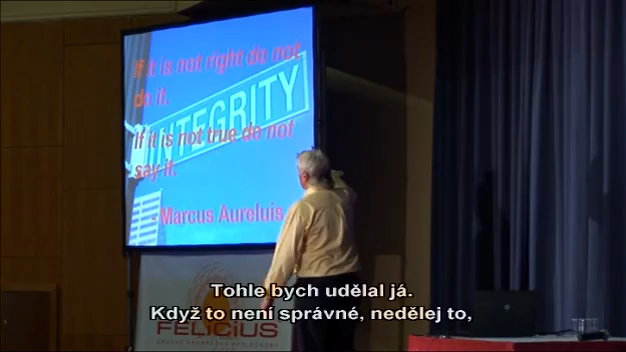 If it is not right do not
do it.
INTEGRITY
If it is not true do not
say it.
- Marcus Aureluis
Tohle bych udělal já.
Když to není správné, nedělej to,
FELICIUS